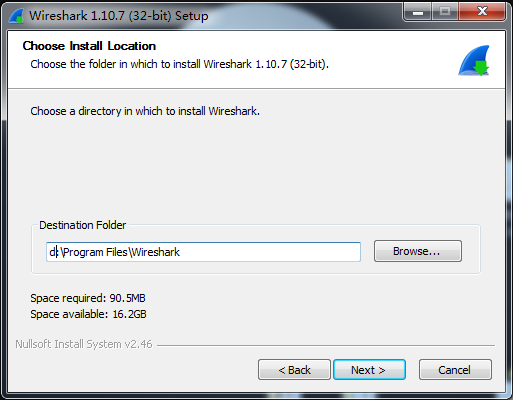 Wireshark 1.10.7 (32-bit) Setup
Choose Install Location
Choose the folder in which to install Wireshark 1.10.7 (32-bit).
Choose a directory in which to install Wireshark.
Destination Folder
d:\Program Files\Wireshark
Browse...
Space required: 90.5MB
Space available: 16.2GB
Nullsoft Install System v2.46
< Back
Next >
Cancel